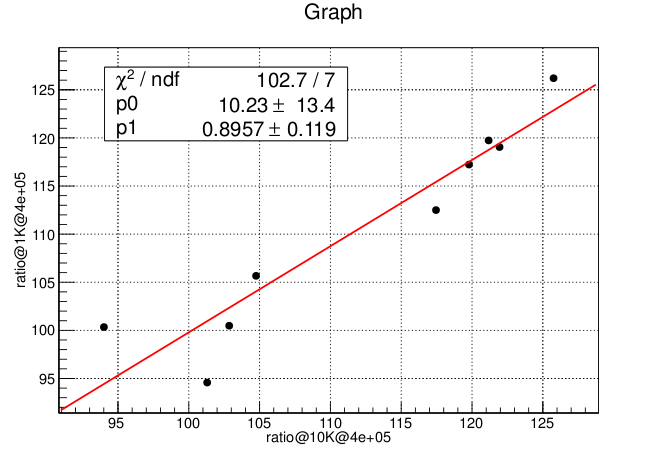 Graph
χ² / ndf 102.7 / 7
p0 10.23 ± 13.4
p1 0.8957 ± 0.119
ratio@1K@4e+05
125
120
115
110
105
100
95
95 100 105 110 115 120 125
ratio@10K@4e+05